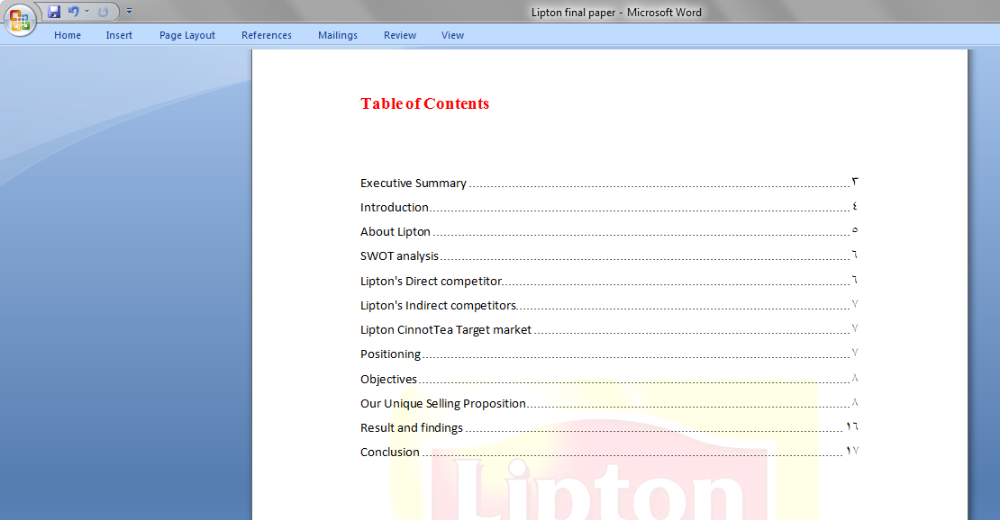 Lipton final paper - Microsoft Word
Home Insert Page Layout References Mailings Review View
Table of Contents
Executive Summary ٣
Introduction ٤
About Lipton ٥
SWOT analysis ٦
Lipton's Direct competitor ٦
Lipton's Indirect competitors ٧
Lipton CinnotTea Target market ٧
Positioning ٧
Objectives ٨
Our Unique Selling Proposition ٨
Result and findings ١٦
Conclusion ١٧
Lipton